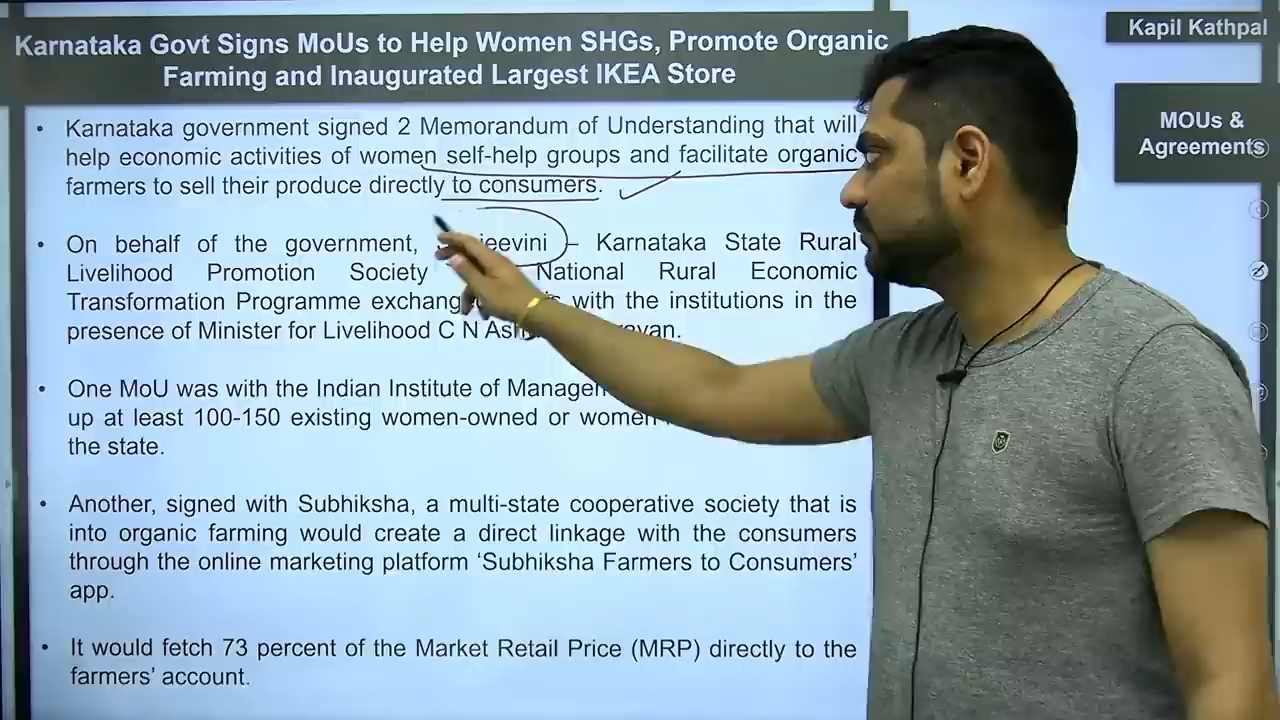 Karnataka Govt Signs MoUs to Help Women SHGs, Promote Organic
Farming and Inaugurated Largest IKEA Store
Kapil Kathpal
MOUs &
Agreements
• Karnataka government signed 2 Memorandum of Understanding that will
help economic activities of women self-help groups and facilitate organic
farmers to sell their produce directly to consumers.
• On behalf of the government, jeevini – Karnataka State Rural
Livelihood Promotion Society National Rural Economic
Transformation Programme with the institutions in the
presence of Minister for Livelihood C N
• One MoU was with the Indian Institute of
up at least 100-150 existing women-owned or women
the state.
• Another, signed with Subhiksha, a multi-state cooperative society that is
into organic farming would create a direct linkage with the consumers
through the online marketing platform ‘Subhiksha Farmers to Consumers’
app.
• It would fetch 73 percent of the Market Retail Price (MRP) directly to the
farmers’ account.